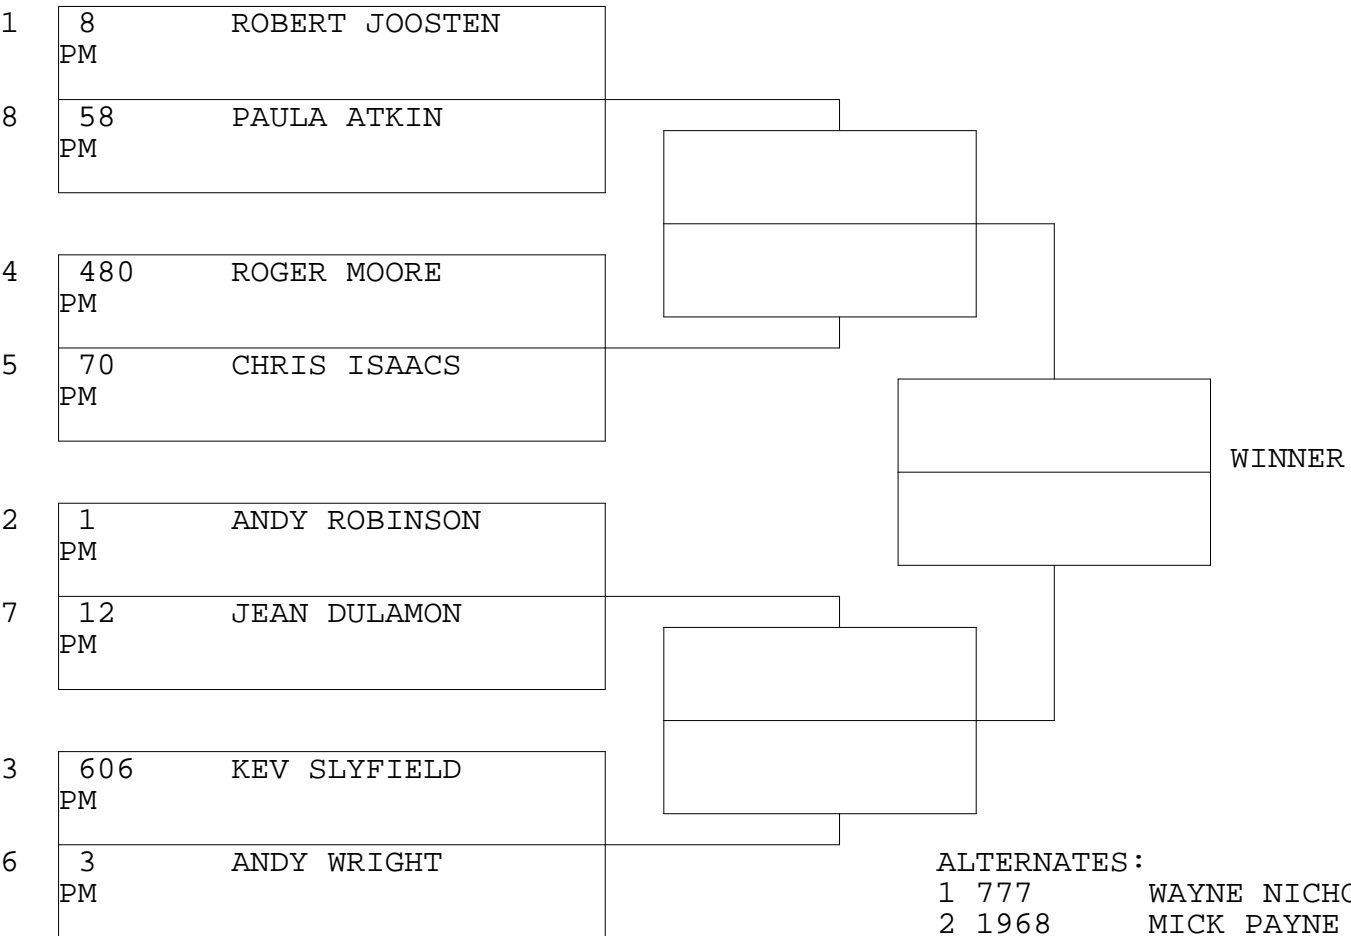 1 8 ROBERT JOOSTEN
PM
8 58 PAULA ATKIN
PM
4 480 ROGER MOORE
PM
5 70 CHRIS ISAACS
PM
WINNER
2 1 ANDY ROBINSON
PM
7 12 JEAN DULAMON
PM
3 606 KEV SLYFIELD
PM
6 3 ANDY WRIGHT
PM
ALTERNATES:
1 777 WAYNE
2 1968 MICK PAYNE